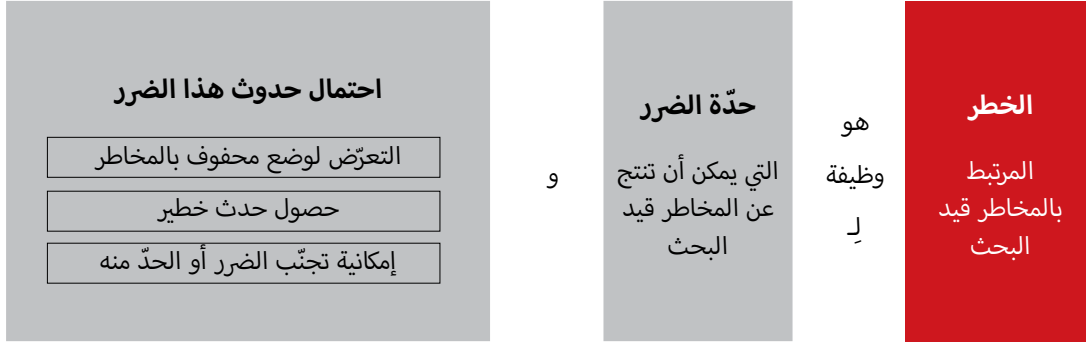 الخطر
المرتبط
بالمخاطر قيد
البحث
هو
وظيفة
لِـ
حدّة الضرر
التي يمكن أن تنتج
عن المخاطر قيد
البحث
و
احتمال حدوث هذا الضرر
التعرّض لوضع محفوف بالمخاطر
حصول حدث خطير
إمكانية تجنّب الضرر أو الحدّ منه